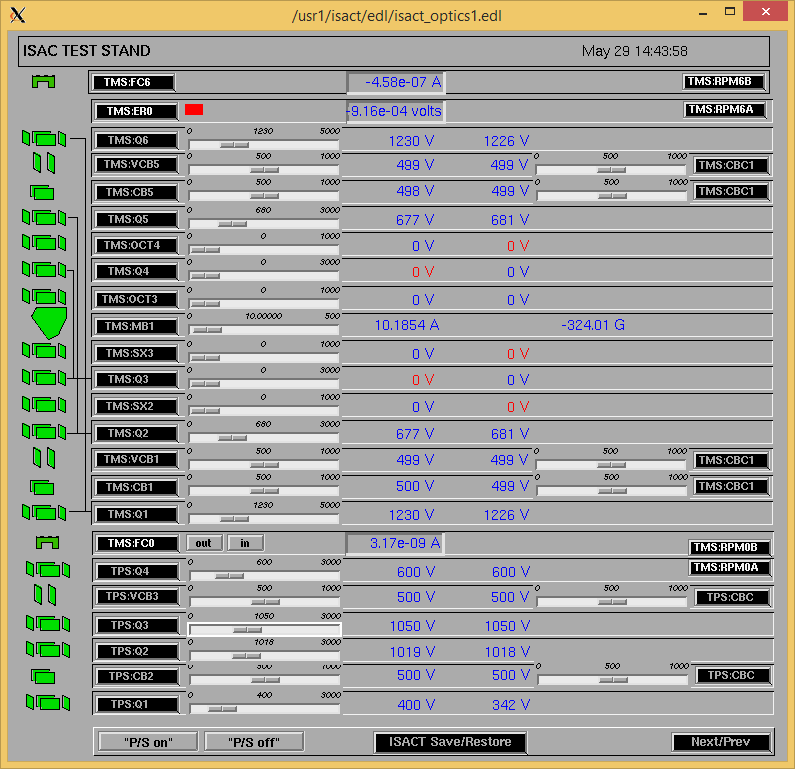 /usr1/isact/edl/isact_optics1.edl
ISAC TEST STAND May 29 14:43:58
TMS:FC6 -4.58e-07 A TMS:RPM6B
TMS:ER0 -9.16e-04 volts TMS:RPM6A
TMS:Q6 0 1230 5000 1230 V 1226 V
TMS:VCB5 0 500 1000 499 V 499 V 0 500 1000 TMS:CBC1
TMS:CB5 0 500 1000 498 V 499 V 0 500 1000 TMS:CBC1
TMS:Q5 0 680 3000 677 V 681 V
TMS:OCT4 0 0 1000 0 V 0 V
TMS:Q4 0 0 3000 0 V 0 V
TMS:OCT3 0 0 1000 0 V 0 V
TMS:MB1 0 10.00000 500 10.1854 A -324.01 G
TMS:SX3 0 0 1000 0 V 0 V
TMS:Q3 0 0 3000 0 V 0 V
TMS:SX2 0 0 1000 0 V 0 V
TMS:Q2 0 680 3000 677 V 681 V
TMS:VCB1 0 500 1000 499 V 499 V 0 500 1000 TMS:CBC1
TMS:CB1 0 500 1000 500 V 499 V 0 500 1000 TMS:CBC1
TMS:Q1 0 1230 5000 1230 V 1226 V
TMS:FC0 out in 3.17e-09 A TMS:RPM0B
TPS:Q4 0 600 3000 600 V 600 V TMS:RPM0A
TPS:VCB3 0 500 1000 500 V 500 V 0 500 1000 TPS:CBC
TPS:Q3 0 1050 3000 1050 V 1050 V
TPS:Q2 0 1018 3000 1019 V 1018 V
TPS:CB2 0 500 1000 500 V 500 V 0 500 1000 TPS:CBC
TPS:Q1 0 400 3000 400 V 342 V
"P/S on" "P/S off" ISACT Save/Restore Next/Prev